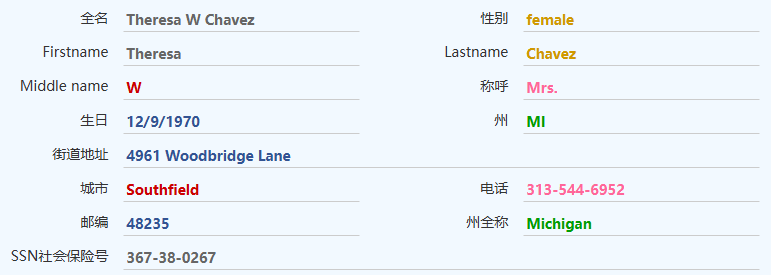 全名 Theresa W Chavez 性别 female
Firstname Theresa Lastname Chavez
Middle name W 称呼 Mrs.
生日 12/9/1970 州 MI
街道地址 4961 Woodbridge Lane
城市 Southfield 电话 313-544-6952
邮编 48235 州全称 Michigan
SSN社会保险号 367-38-0267